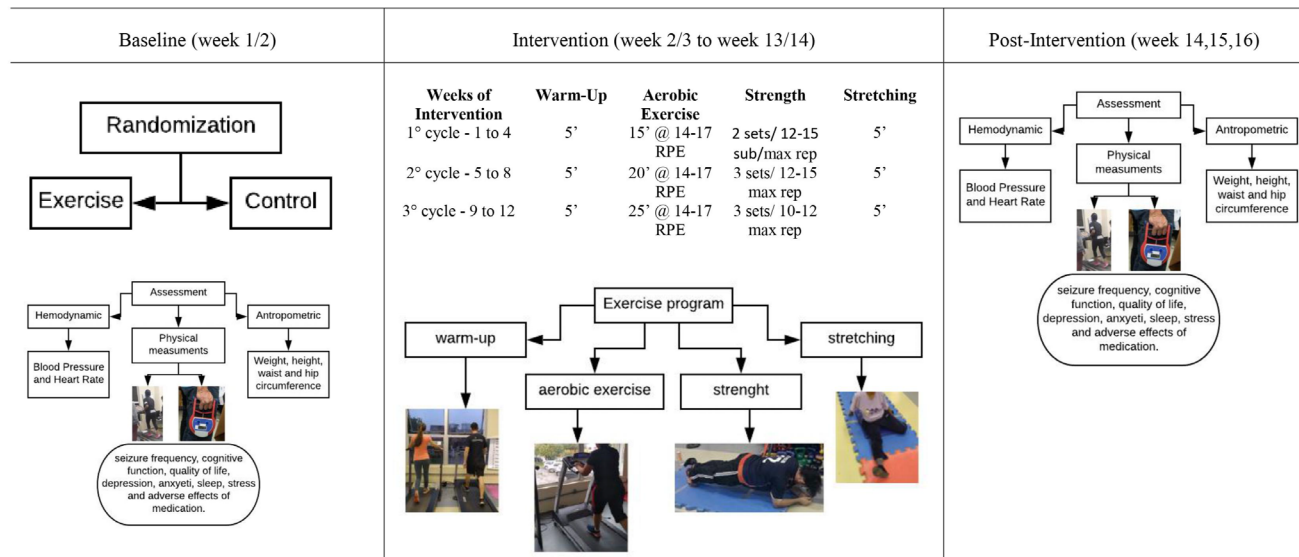 Baseline (week 1/2)
Randomization
Exercise
Control
Assessment
Hemodynamic
Antropometric
Physical
measuments
Blood Pressure
and Heart Rate
Weight, height,
waist and hip
circumference
seizure frequency, cognitive
function, quality of life,
depression, anxyeti, sleep, stress
and adverse effects of
medication.
Intervention (week 2/3 to week 13/14)
Weeks of Warm-Up Aerobic Strength Stretching
Intervention Exercise
1° cycle - 1 to 4 5’ 15’ @ 14-17 2 sets/ 12-15 5’
RPE sub/max rep
2° cycle - 5 to 8 5’ 20’ @ 14-17 3 sets/ 12-15 5’
RPE max rep
3° cycle - 9 to 12 5’ 25’ @ 14-17 3 sets/ 10-12 5’
RPE max rep
Exercise program
warm-up
stretching
aerobic exercise
strenght
Post-Intervention (week 14,15,16)
Assessment
Hemodynamic
Antropometric
Physical
measurments
Blood Pressure
and Heart Rate
Weight, height,
waist and hip
circumference
seizure frequency, cognitive
function, quality of life,
depression, anxyeti, sleep, stress
and adverse effects of
medication.